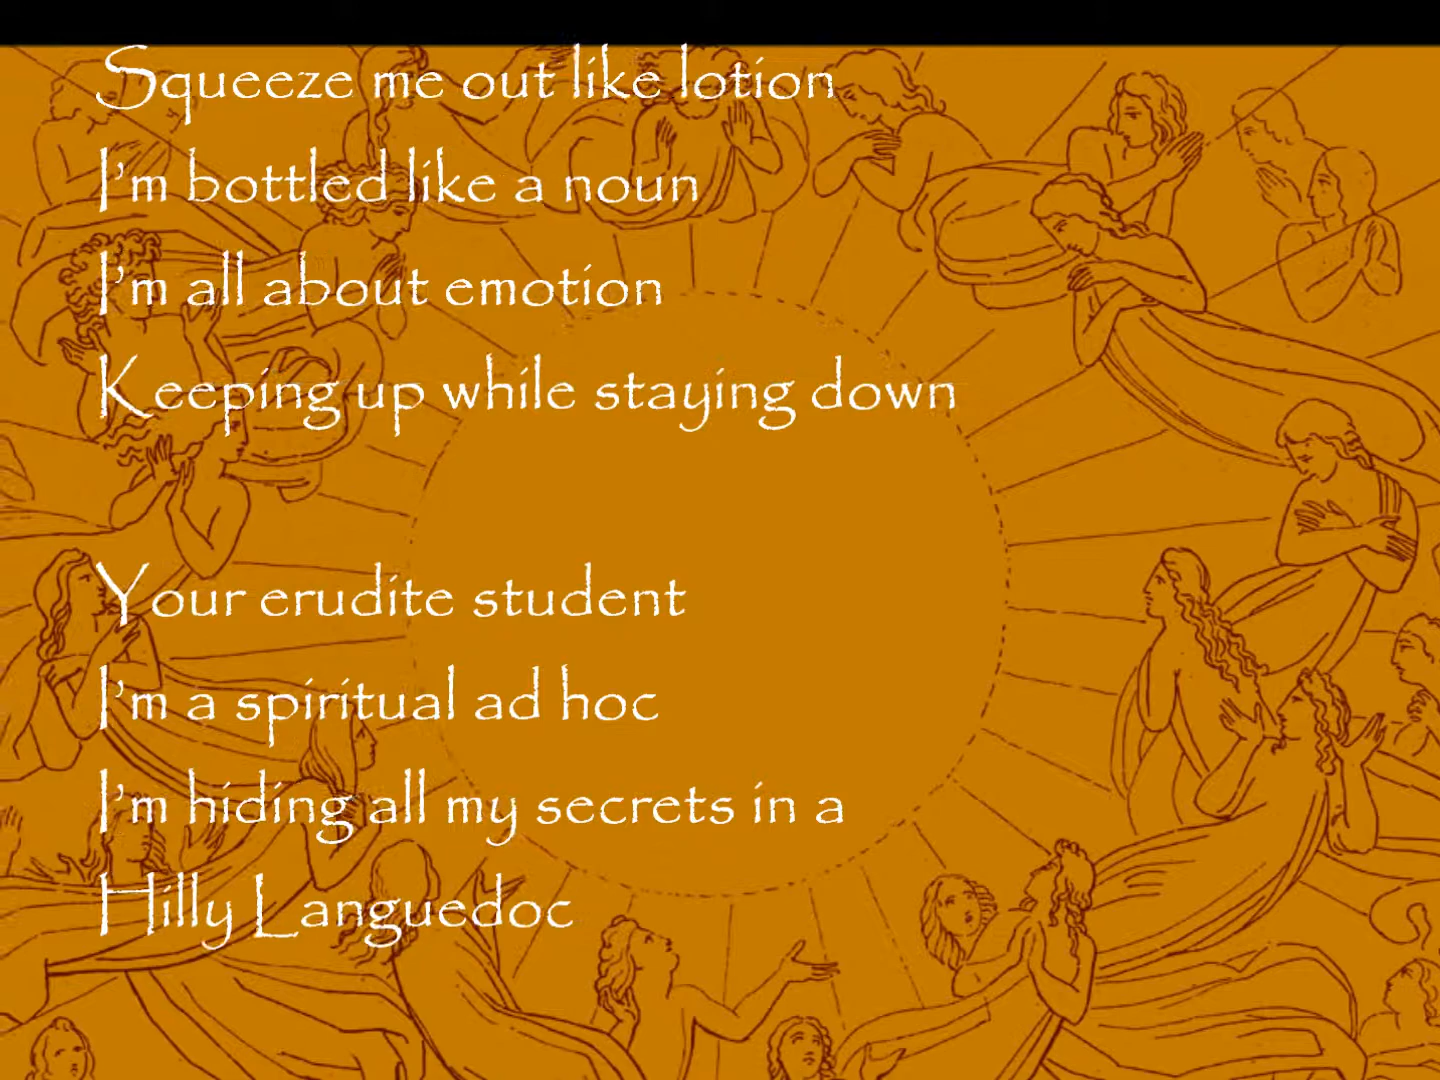 Squeeze me out like lotion
I'm bottled like a noun
I'm all about emotion
Keeping up while staying down
Your erudite student
I'm a spiritual ad hoc
I'm hiding all my secrets in a
Hilly Languedoc